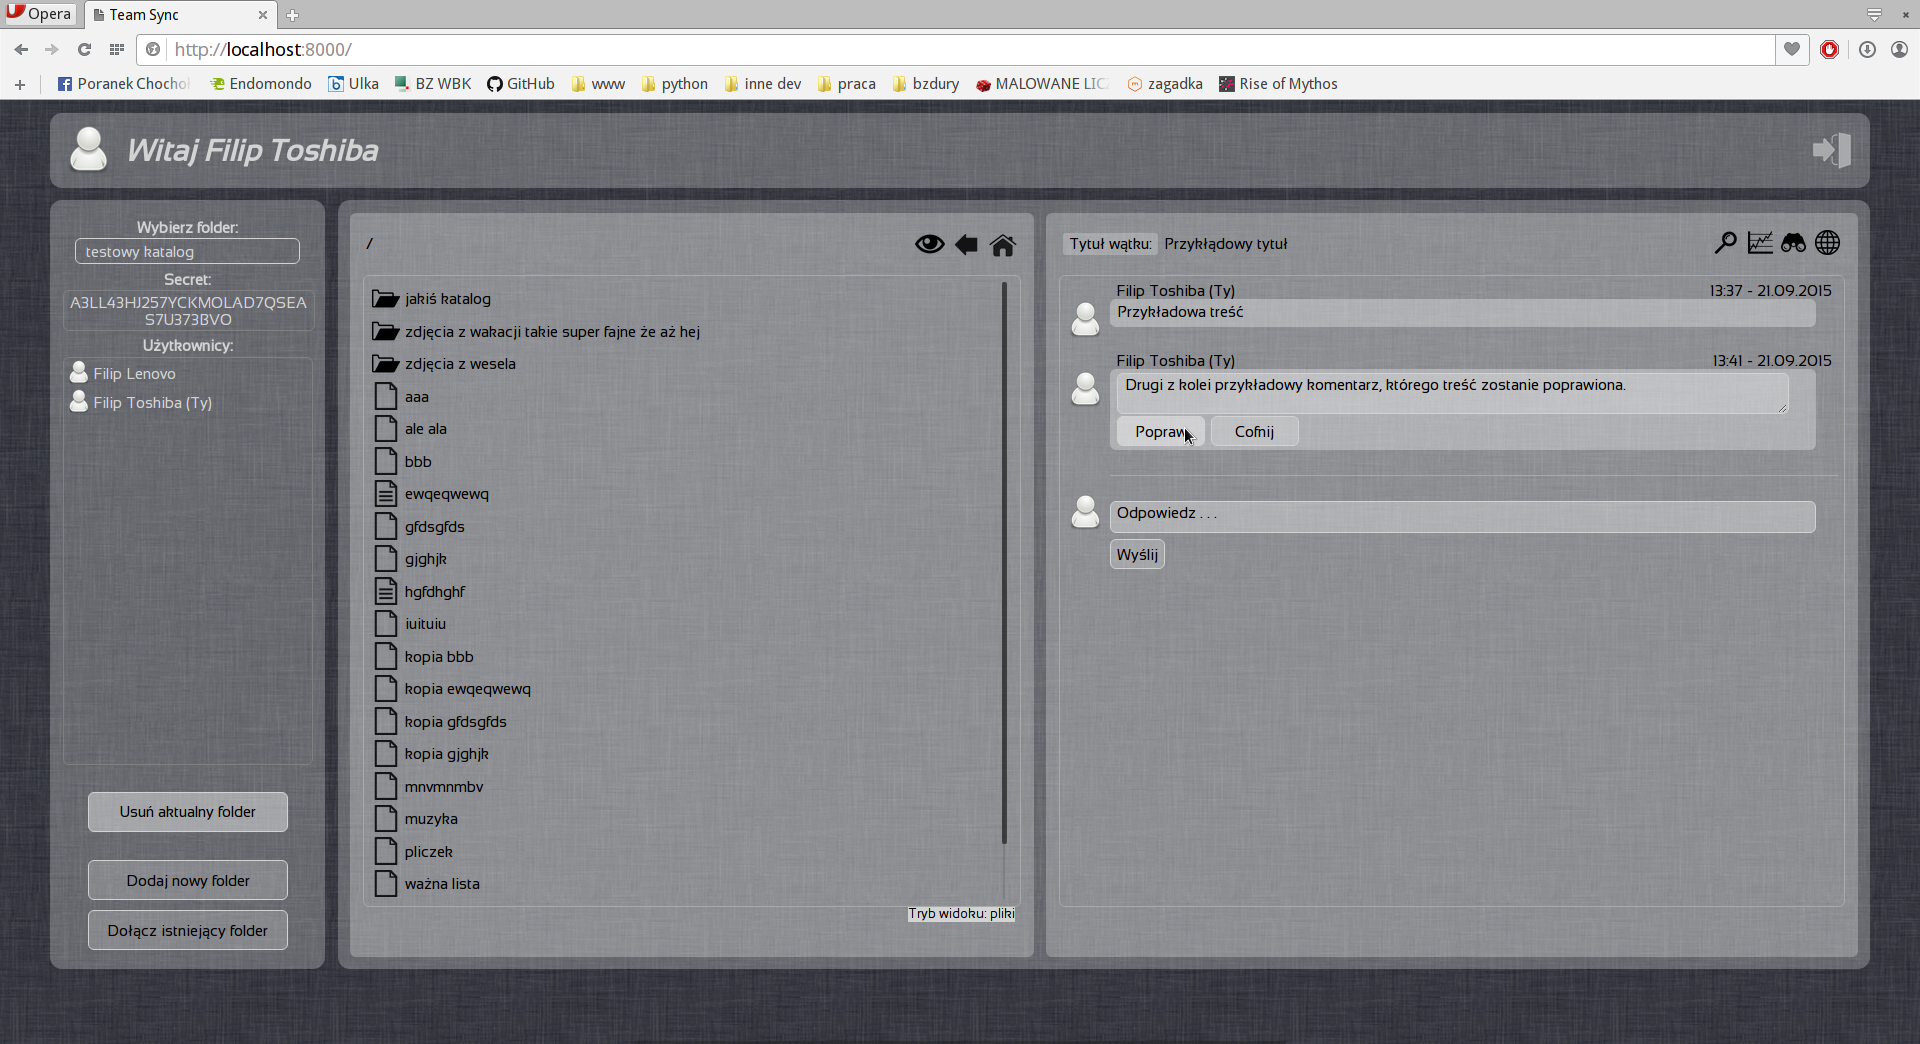 Opera
Team Sync
http://localhost:8000/
Poranek Chocho
Endomondo
Ulka
BZ WBK
GitHub
www
python
inne dev
praca
bzdury
MALOWANE LIC
zagadka
Rise of Mythos
Witaj Filip Toshiba
Wybierz folder:
testowy katalog
Secret:
A3LL43HJ257YCKMOLAD7QSEA
S7U373BVO
Użytkownicy:
Filip Lenovo
Filip Toshiba (Ty)
Usuń aktualny folder
Dodaj nowy folder
Dołącz istniejący folder
/
jakiś katalog
zdjęcia z wakacji takie super fajne że aż hej
zdjęcia z wesela
aaa
ale ala
bbb
ewqeqwewq
gfdsgfds
gjghjk
hgfdhghf
iuituiu
kopia bbb
kopia ewqeqwewq
kopia gfdsgfds
kopia gjghjk
mnvmnmbv
muzyka
pliczek
ważna lista
Tryb widoku: pliki
Tytuł wątku: Przykłądowy tytuł
Filip Toshiba (Ty) 13:37 - 21.09.2015
Przykładowa treść
Filip Toshiba (Ty) 13:41 - 21.09.2015
Drugi z kolei przykładowy komentarz, którego treść zostanie poprawiona.
Popraw Cofnij
Odpowiedz . . .
Wyślij